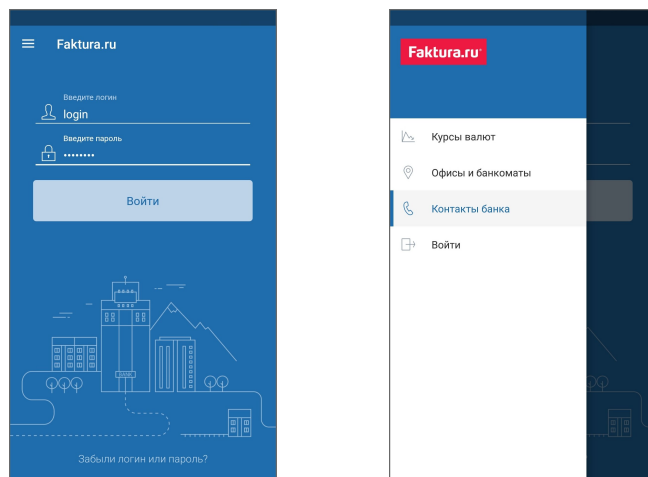 Faktura.ru
Введите логин
login
Введите пароль
••••••••
Войти
BANK
Забыли логин или пароль?
Faktura.ru
Курсы валют
Офисы и банкоматы
Контакты банка
Войти